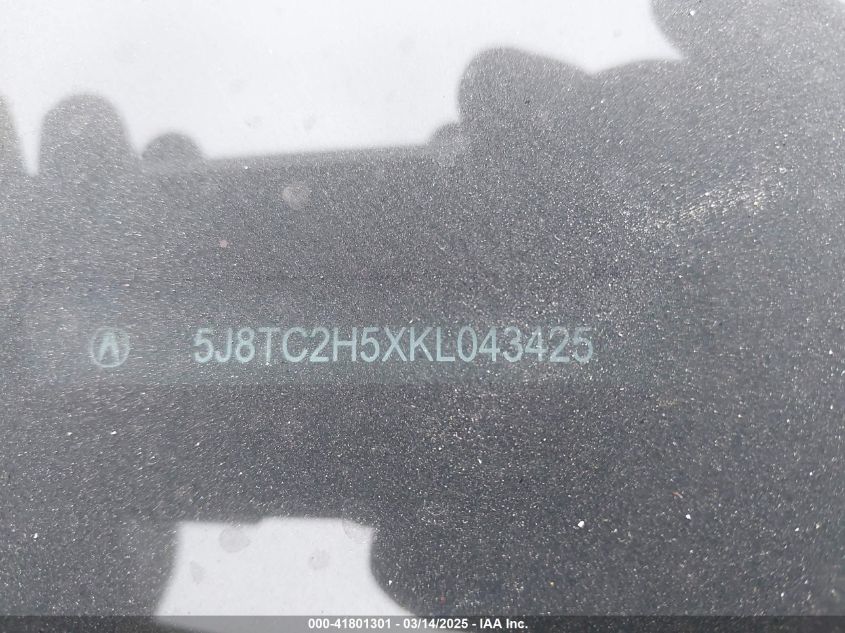 5J8TC2H5XKL043425
000-41801301 - 03/14/2025 - IAA, Inc.